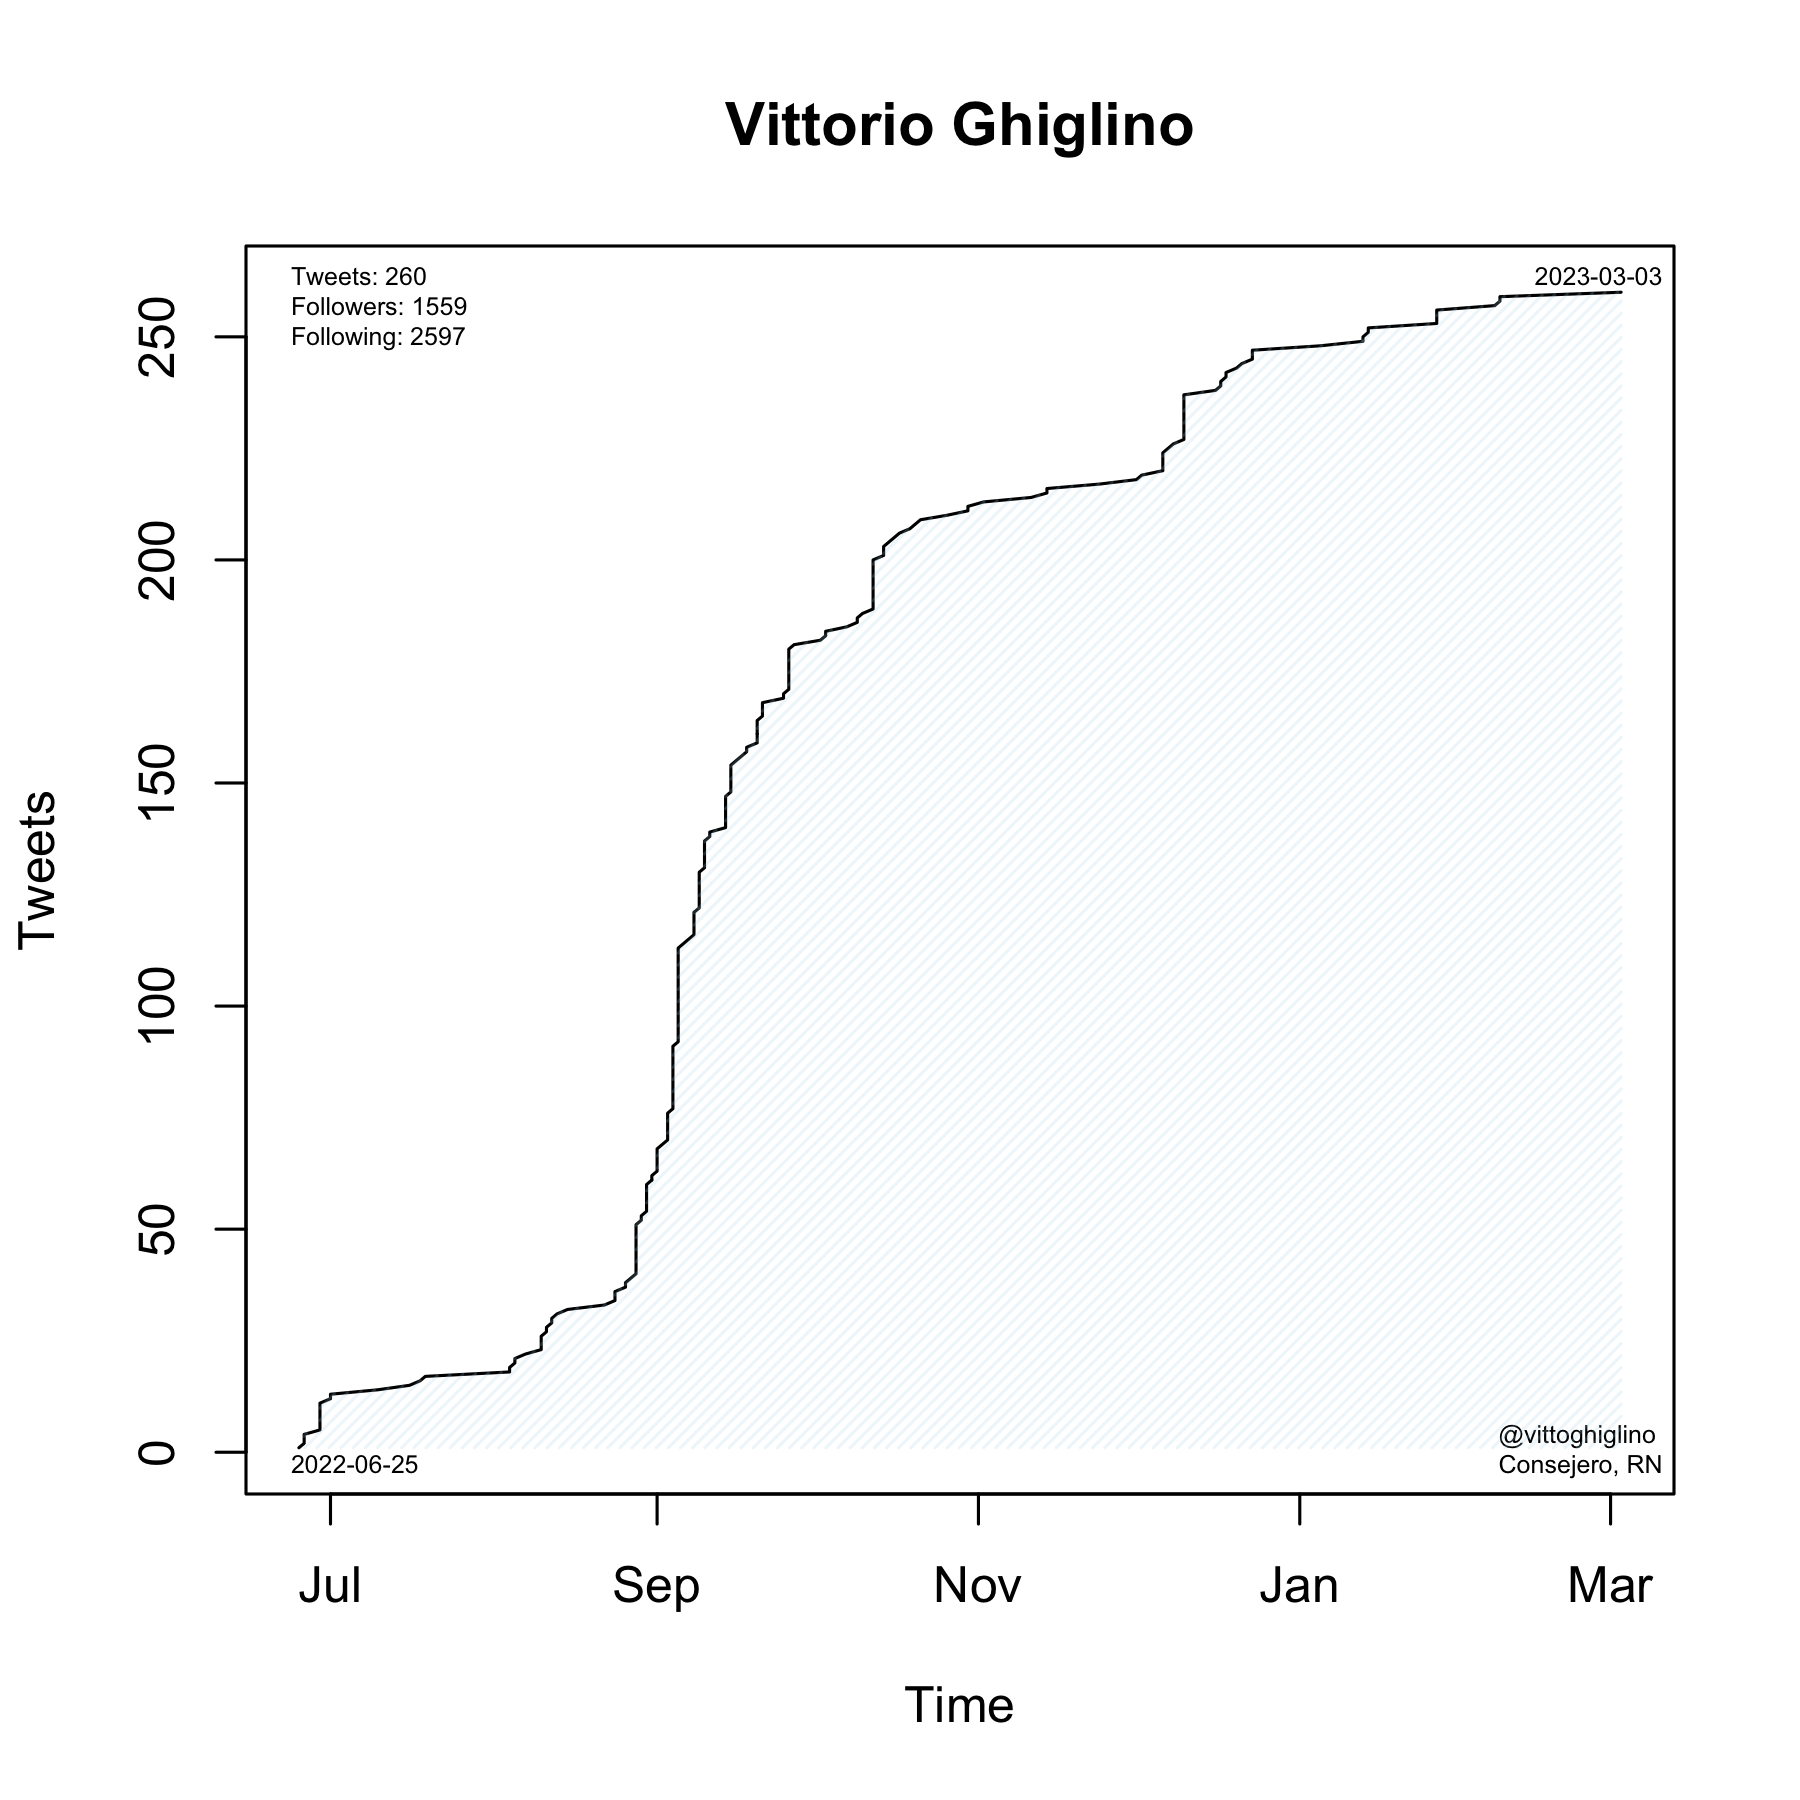 Vittorio Ghiglino
Tweets: 260
Followers: 1559
Following: 2597
2023-03-03
250
200
150
100
50
0
Tweets
2022-06-25
@vittoghiglino
Consejero, RN
Jul Sep Nov Jan Mar
Time